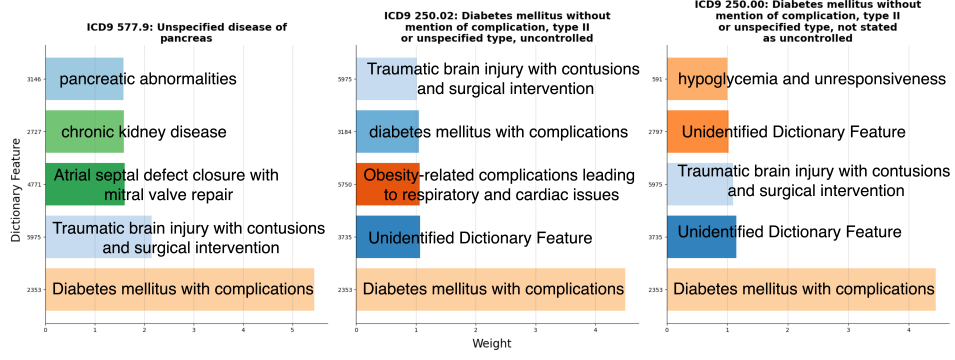 ICD9 577.9: Unspecified disease of
pancreas
Dictionary Feature
3146
pancreatic abnormalities
2727
chronic kidney disease
4771
Atrial septal defect closure with
mitral valve repair
5975
Traumatic brain injury with contusions
and surgical intervention
2353
Diabetes mellitus with complications
0 1 2 3 4 5
ICD9 250.02: Diabetes mellitus without
mention of complication, type II
or unspecified type, uncontrolled
5975
Traumatic brain injury with contusions
and surgical intervention
3184
diabetes mellitus with complications
5750
Obesity-related complications leading
to respiratory and cardiac issues
3735
Unidentified Dictionary Feature
2353
Diabetes mellitus with complications
0 1 2 3 4
Weight
ICD9 250.00: Diabetes mellitus without
mention of complication, type II
or unspecified type, not stated
as uncontrolled
591
hypoglycemia and unresponsiveness
2797
Unidentified Dictionary Feature
5975
Traumatic brain injury with contusions
and surgical intervention
3735
Unidentified Dictionary Feature
2353
Diabetes mellitus with complications
0 1 2 3 4